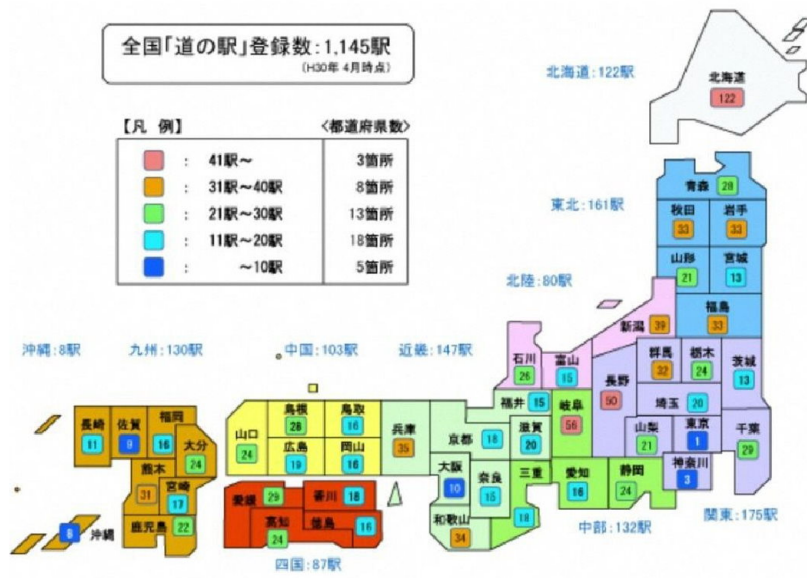 全国「道の駅」登録数:1,145駅
(H30年 4月時点)
【凡 例】 <都道府県数>
: 41駅~ 3箇所
: 31駅~40駅 8箇所
: 21駅~30駅 13箇所
: 11駅~20駅 18箇所
: ~10駅 5箇所
北海道:122駅
北海道
122
東北:161駅
青森 28
秋田 33
岩手 33
山形 21
宮城 13
福島 33
北陸:80駅
新潟 39
石川 26
富山 15
沖縄:8駅
九州:130駅
中国:103駅
近畿:147駅
群馬 32
栃木 24
茨城 13
長野 50
埼玉 20
福井 15
岐阜 56
山梨 21
東京 1
千葉 29
神奈川 3
関東:175駅
長崎 11
佐賀 9
福岡 16
大分 24
熊本 31
宮崎 17
鹿児島 22
8 沖縄
山口 24
島根 28
鳥取 16
広島 19
岡山 16
兵庫 35
京都 18
滋賀 20
大阪 10
奈良 15
三重 18
和歌山 34
愛知 16
静岡 24
中部:132駅
愛媛 29
香川 18
高知 24
徳島 16
四国:87駅